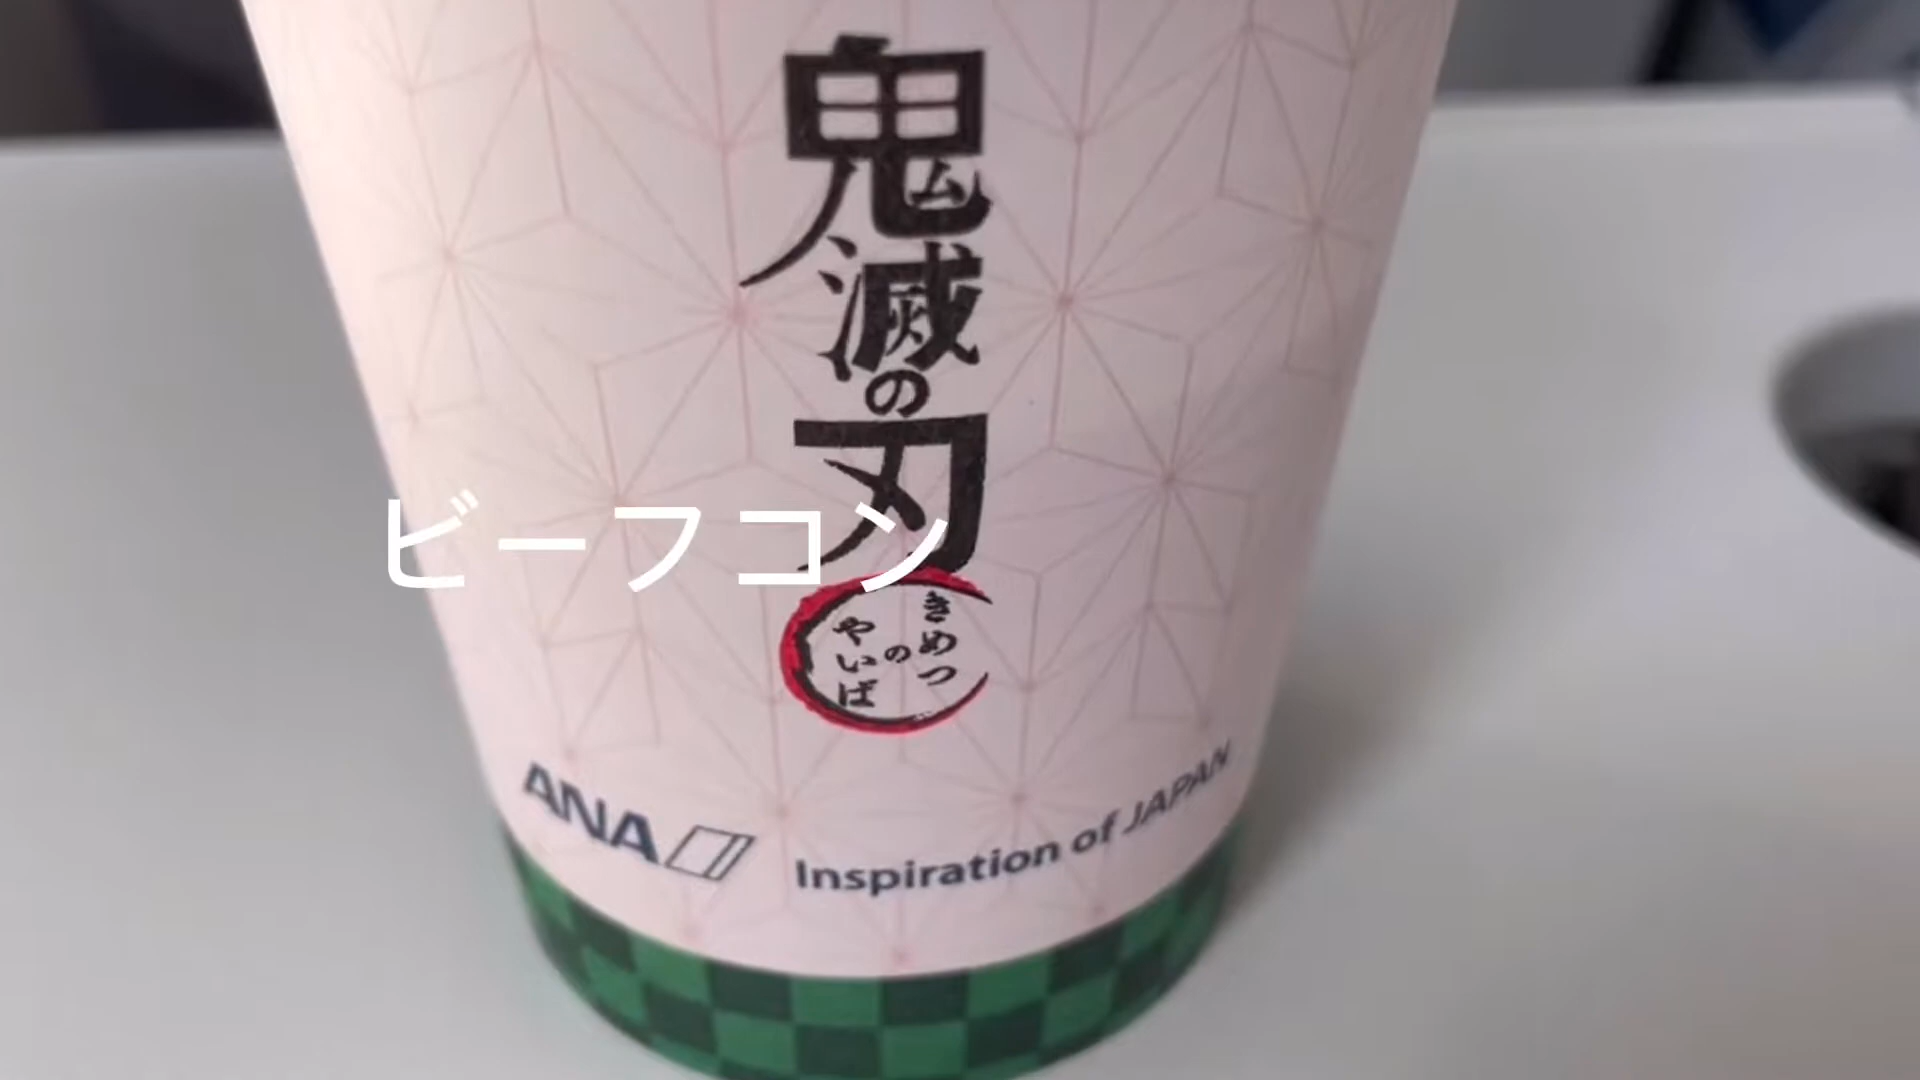 鬼滅の刃
ビーフコン
きめつ
の
やいば
ANA
Inspiration of JAPAN